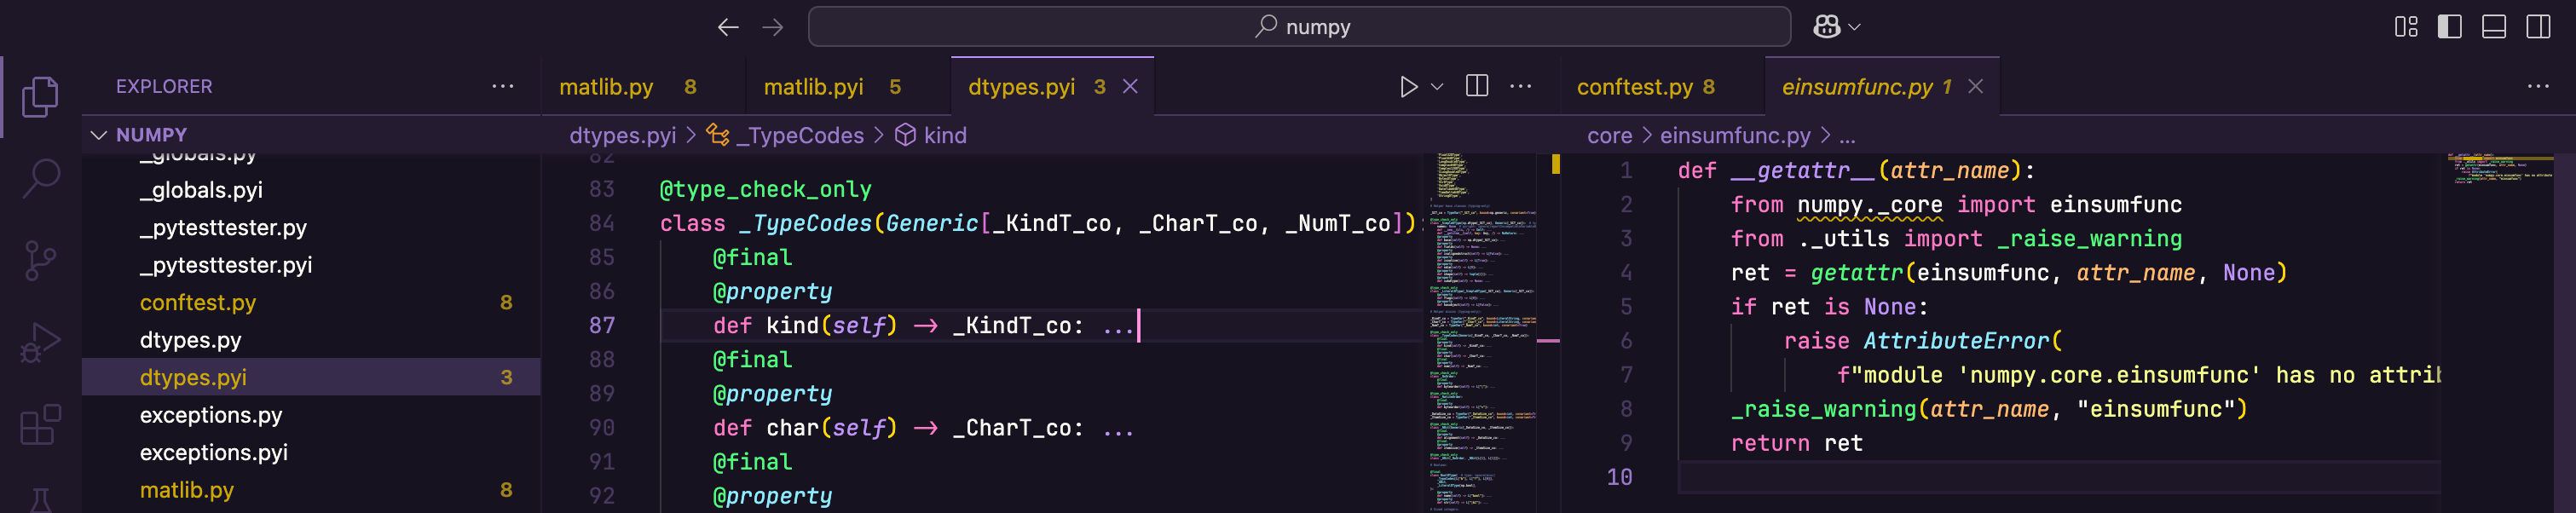 numpy
EXPLORER ...
NUMPY
_globals.py
_globals.pyi
_pytesttester.py
_pytesttester.pyi
conftest.py 8
dtypes.py
dtypes.pyi 3
exceptions.py
exceptions.pyi
matlib.py 8
matlib.py 8 matlib.pyi 5 dtypes.pyi 3
dtypes.pyi > _TypeCodes > kind
82
83 @type_check_only
84 class _TypeCodes(Generic[_KindT_co, _CharT_co, _NumT_co]):
85 @final
86 @property
87 def kind(self) -> _KindT_co: ...
88 @final
89 @property
90 def char(self) -> _CharT_co: ...
91 @final
92 @property
conftest.py 8 einsumfunc.py 1
core > einsumfunc.py > ...
1 def __getattr__(attr_name):
2 from numpy._core import einsumfunc
3 from ._utils import _raise_warning
4 ret = getattr(einsumfunc, attr_name, None)
5 if ret is None:
6 raise AttributeError(
7 f"module 'numpy.core.einsumfunc' has no attri
8 _raise_warning(attr_name, "einsumfunc")
9 return ret
10